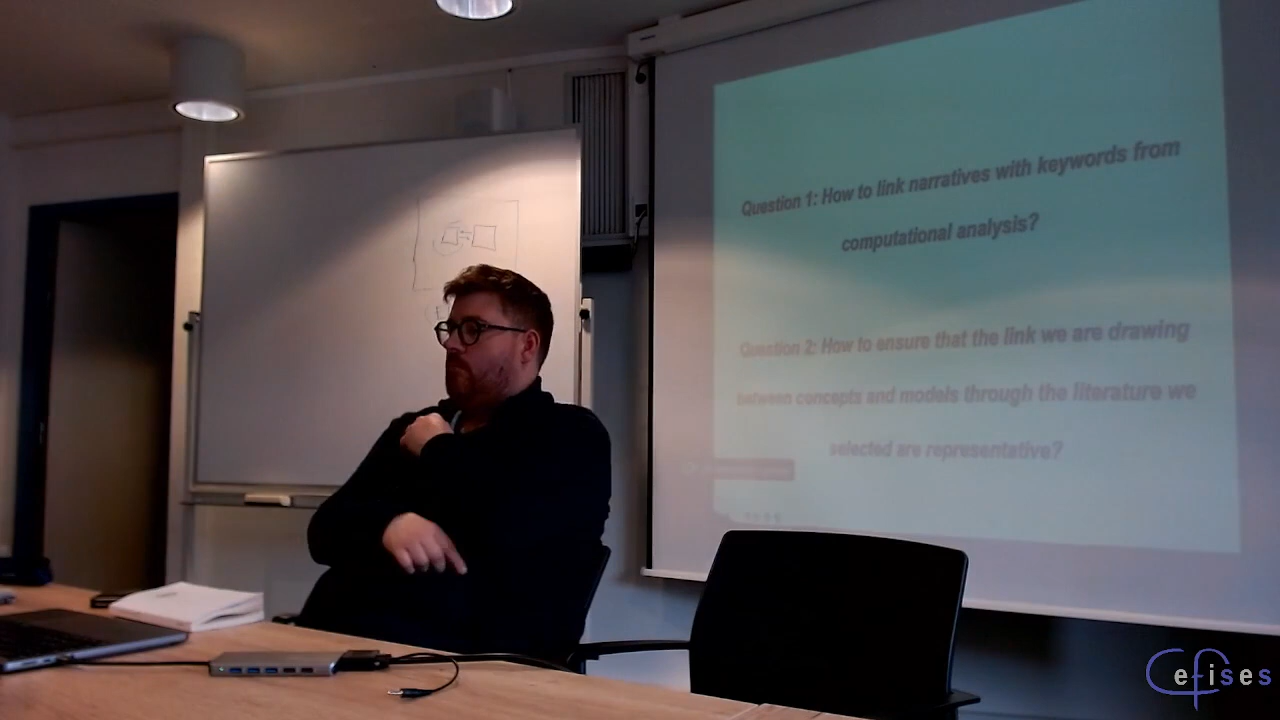 Question 1: How to link narratives with keywords from
computational analysis?
Question 2: How to ensure that the link we are drawing
between concepts and models through the literature we
selected are representative?
Cefises